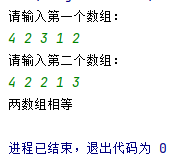 请输入第一个数组：
4 2 3 1 2
请输入第二个数组：
4 2 2 1 3
两数组相等
进程已结束，退出代码为 0